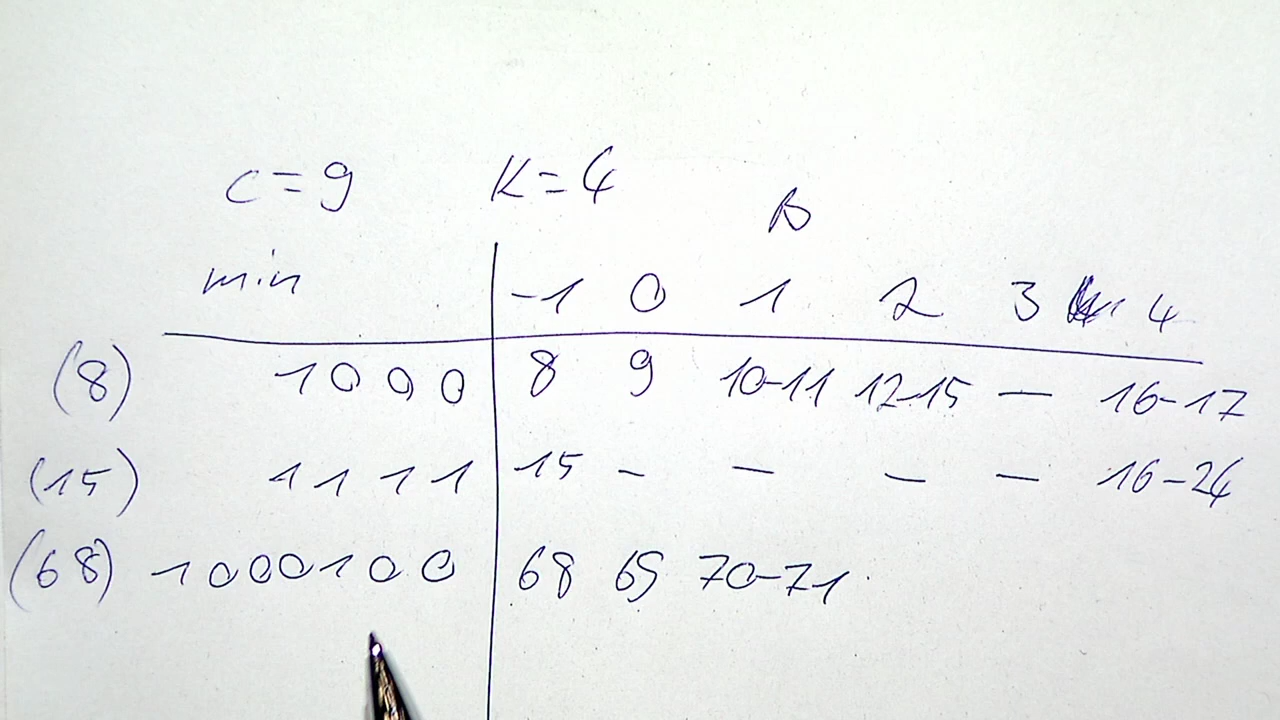 C=9 K=4
B
min -1 0 1 2 3 4
(8) 1000 8 9 10-11 12-15 — 16-17
(15) 1111 15 - — — — 16-24
(68) 1000100 68 69 70-71